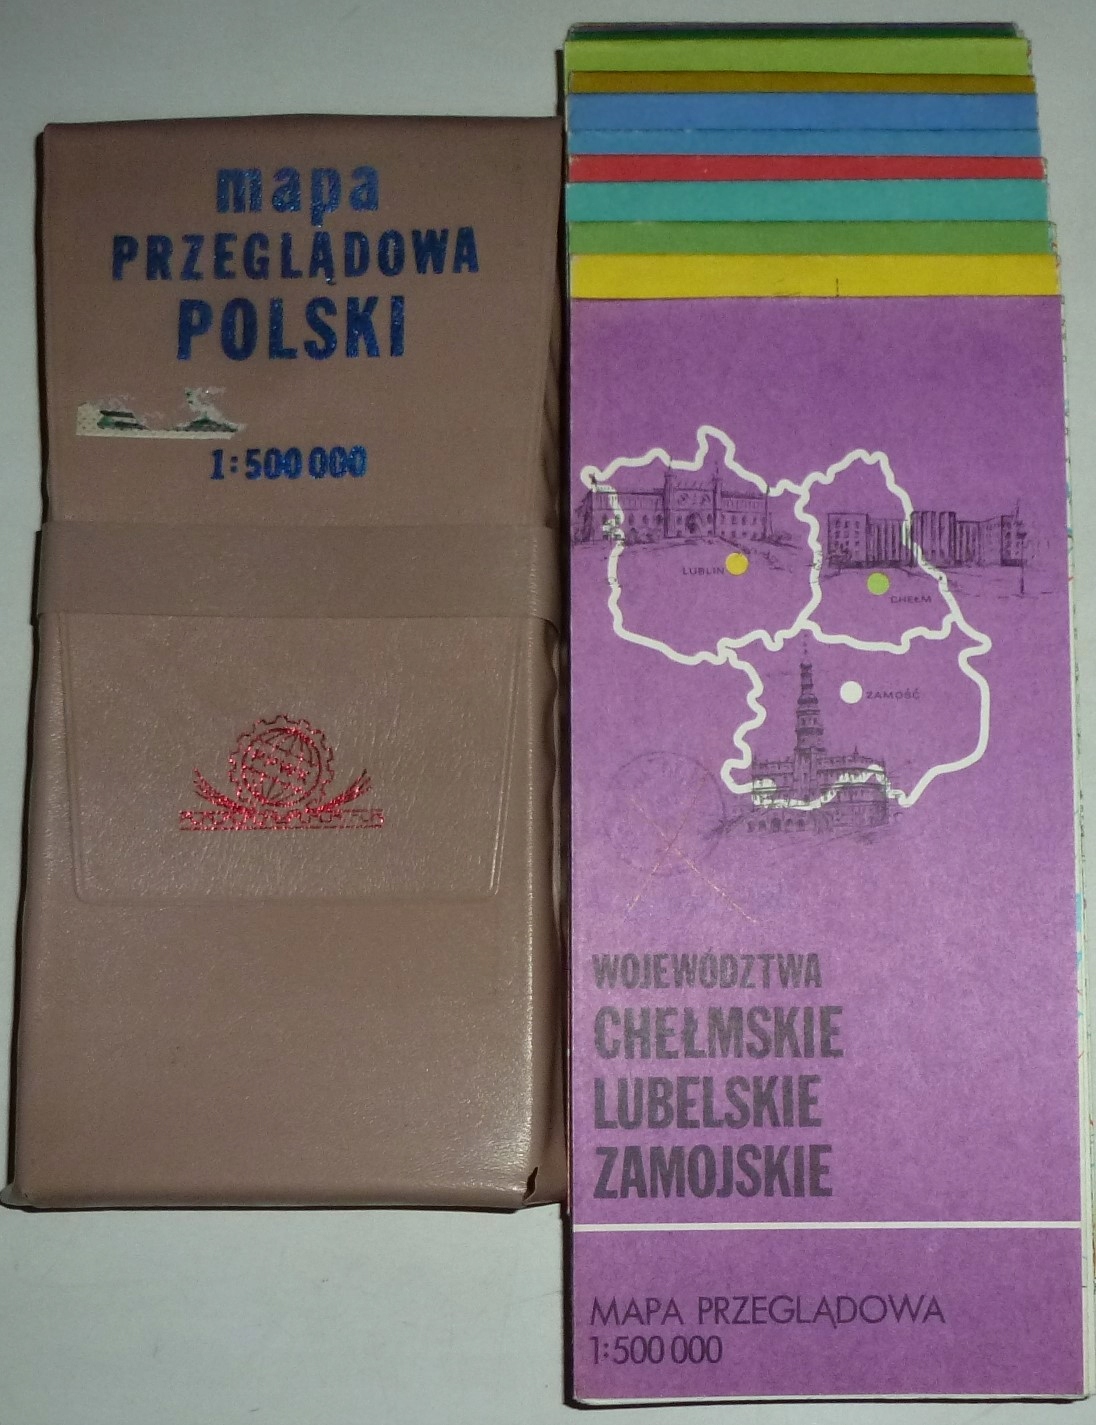 mapa
PRZEGLĄDOWA
POLSKI
1:500 000
LUBLIN
CHEŁM
ZAMOŚĆ
WOJEWÓDZTWA
CHEŁMSKIE
LUBELSKIE
ZAMOJSKIE
MAPA PRZEGLĄDOWA
1:500 000